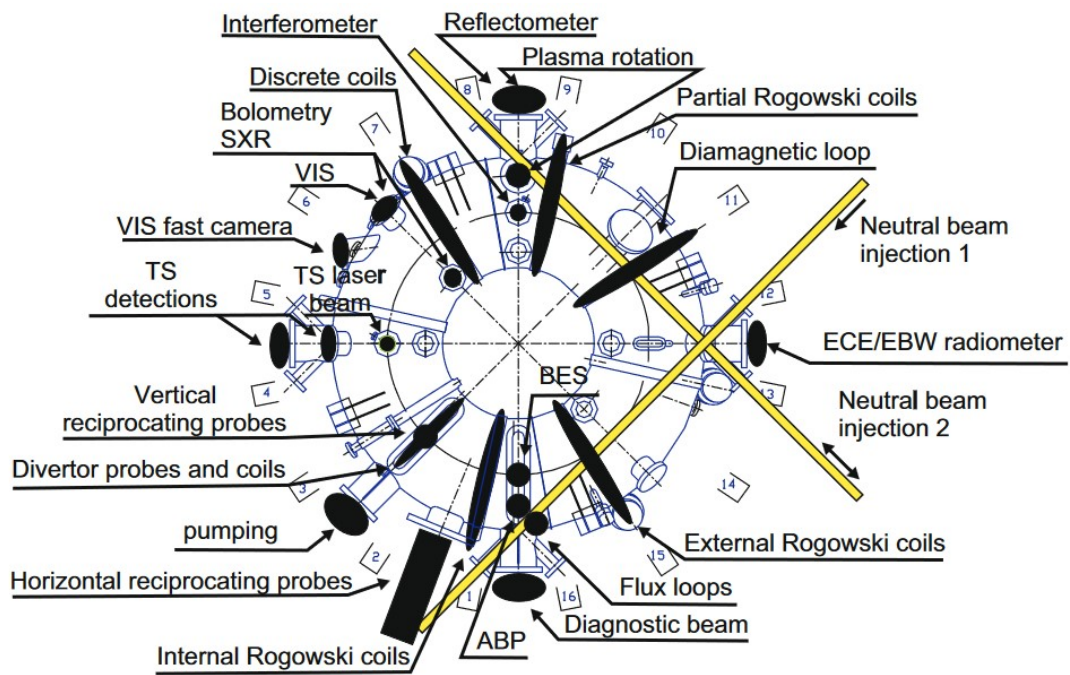 Reflectometer
Interferometer
Plasma rotation
Discrete coils
8
9
Partial Rogowski coils
Bolometry
SXR
7
10
Diamagnetic loop
VIS
6
11
Neutral beam
injection 1
VIS fast camera
TS
detections
TS laser
beam
5
12
ECE/EBW radiometer
BES
4
13
Vertical
reciprocating probes
Neutral beam
injection 2
Divertor probes and coils
3
14
pumping
External Rogowski coils
2
15
Horizontal reciprocating probes
Flux loops
1
16
Diagnostic beam
Internal Rogowski coils
ABP